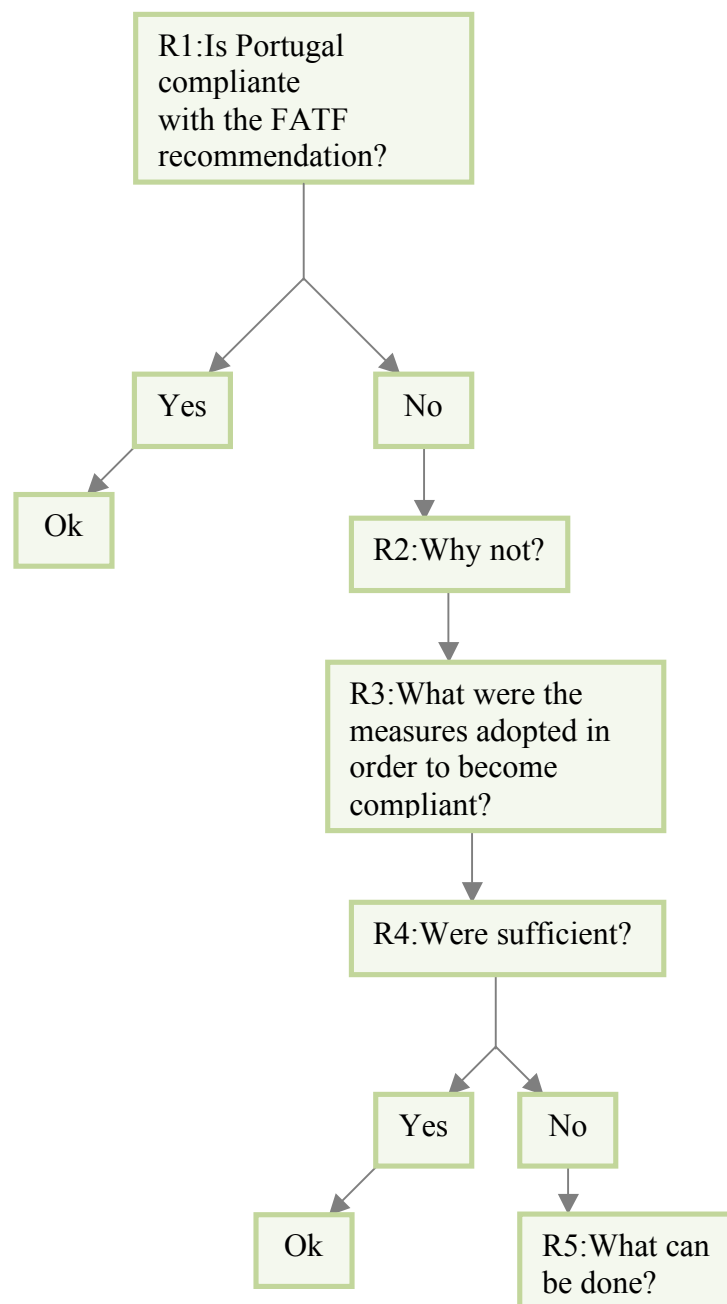 R1:Is Portugal
compliante
with the FATF
recommendation?
Yes
No
Ok
R2:Why not?
R3:What were the
measures adopted in
order to become
compliant?
R4:Were sufficient?
Yes
No
Ok
R5:What can
be done?